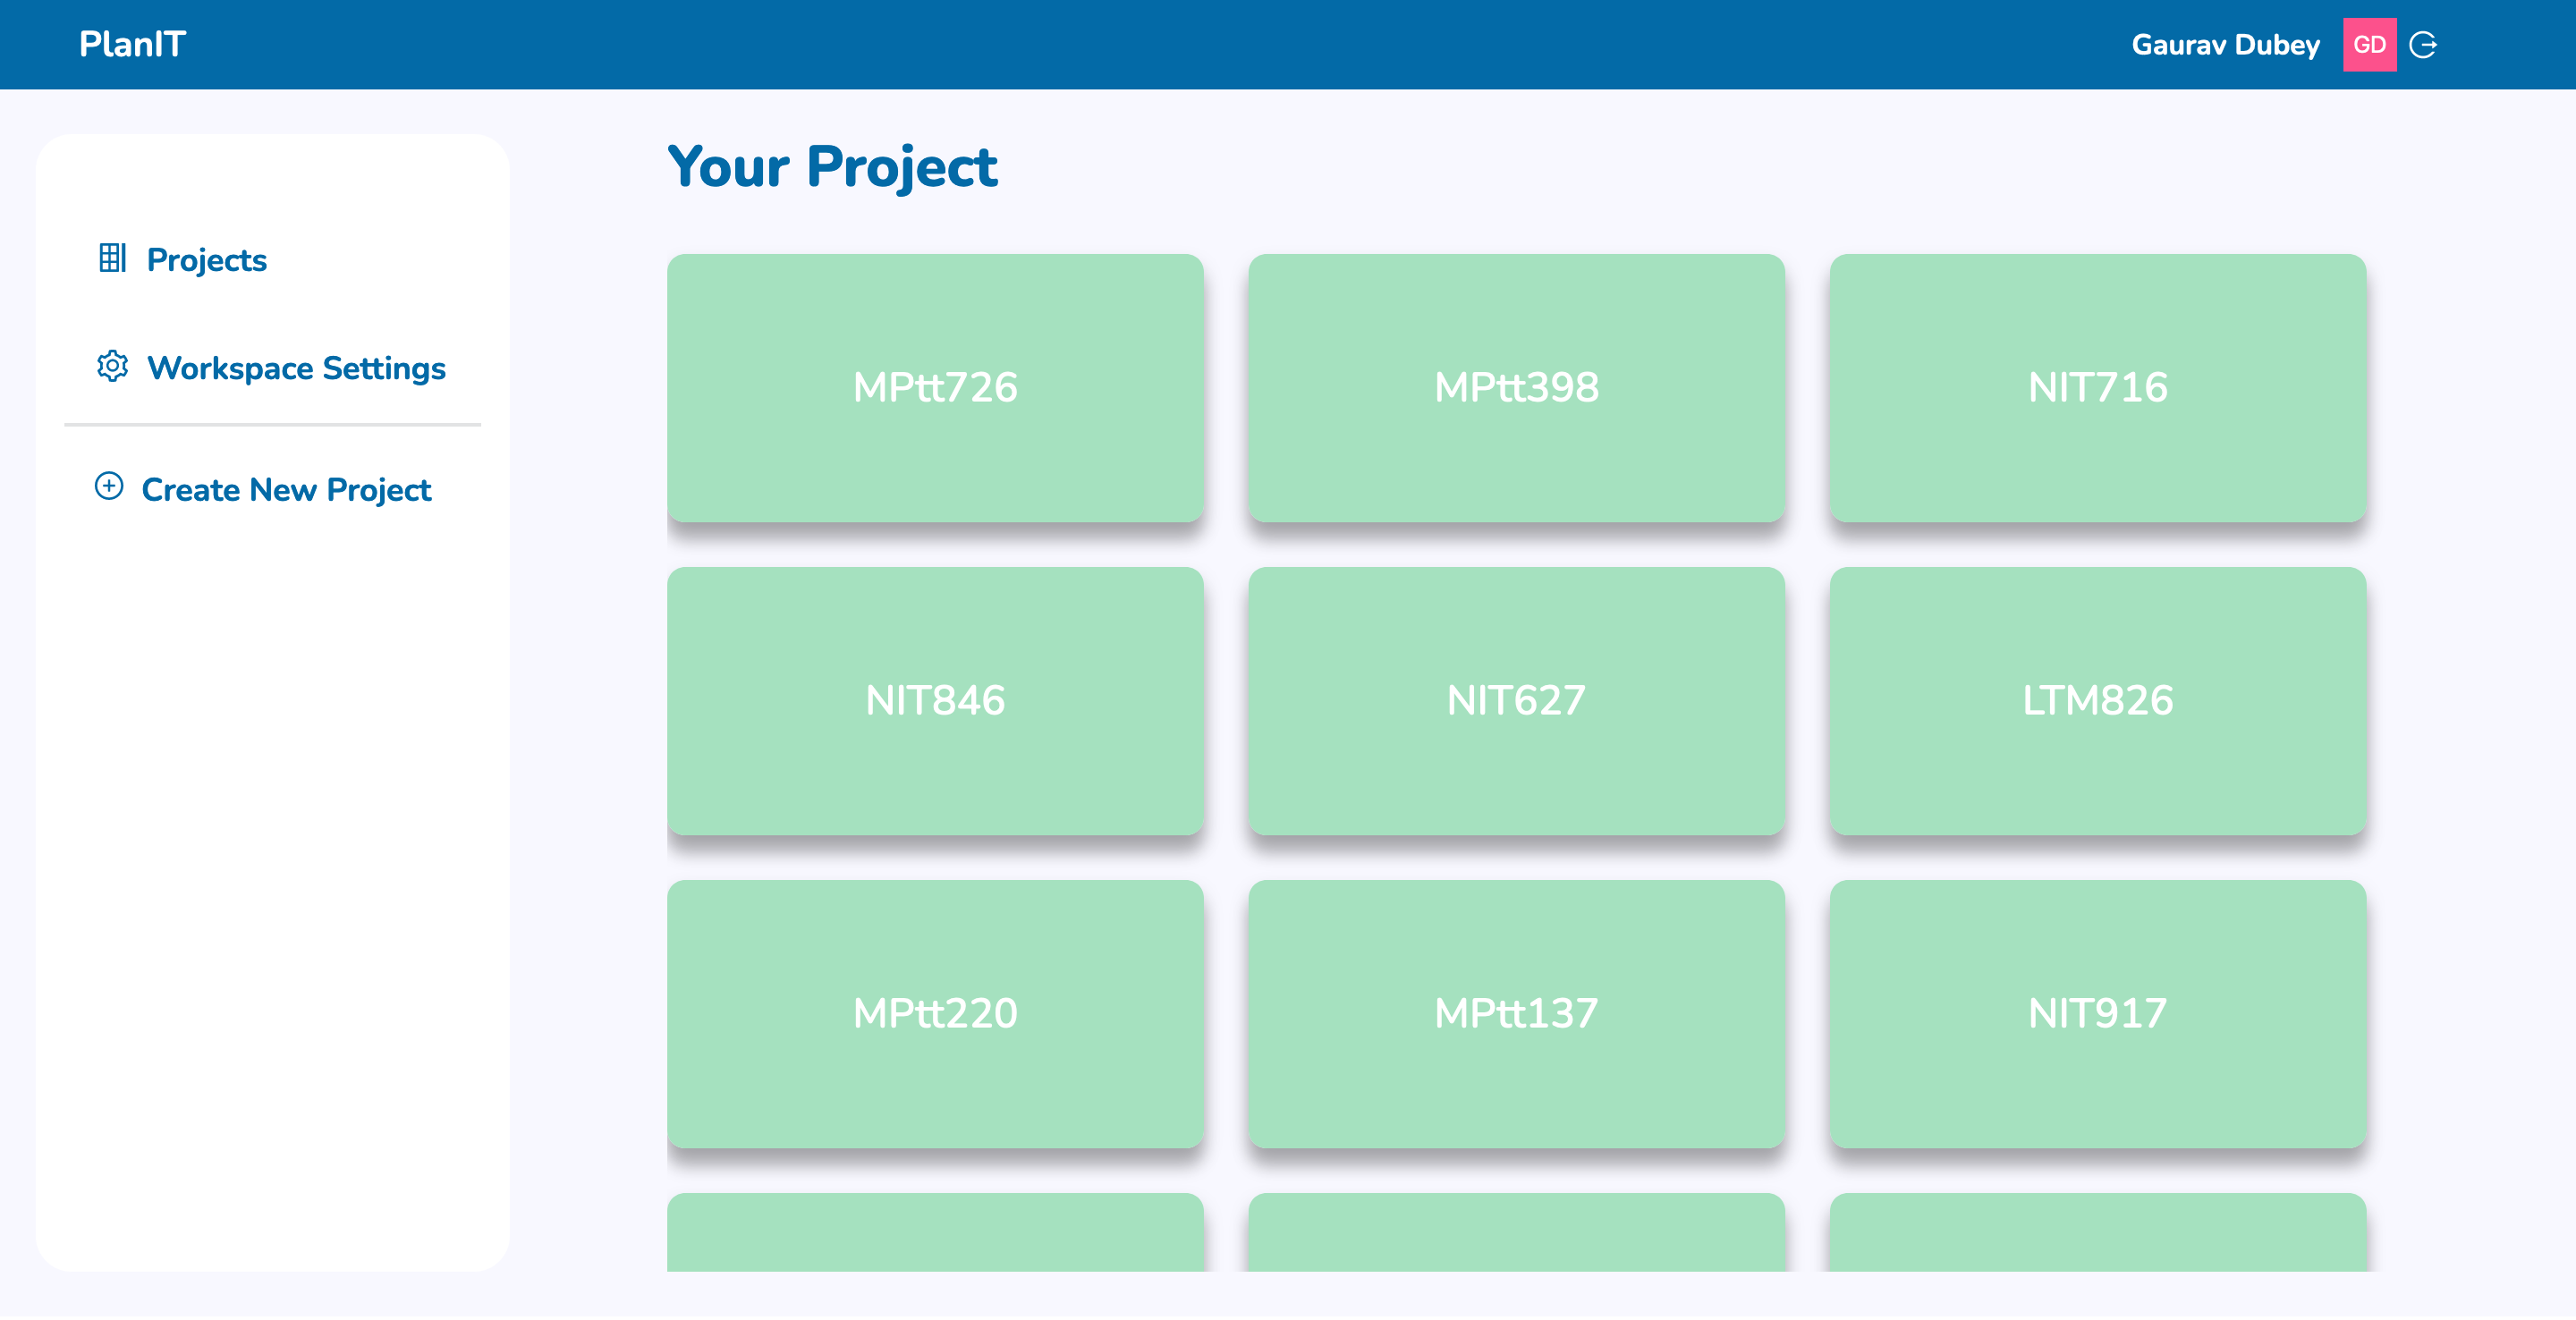 PlanIT
Gaurav Dubey GD
Projects
Workspace Settings
Create New Project
Your Project
MPtt726 MPtt398 NIT716
NIT846 NIT627 LTM826
MPtt220 MPtt137 NIT917